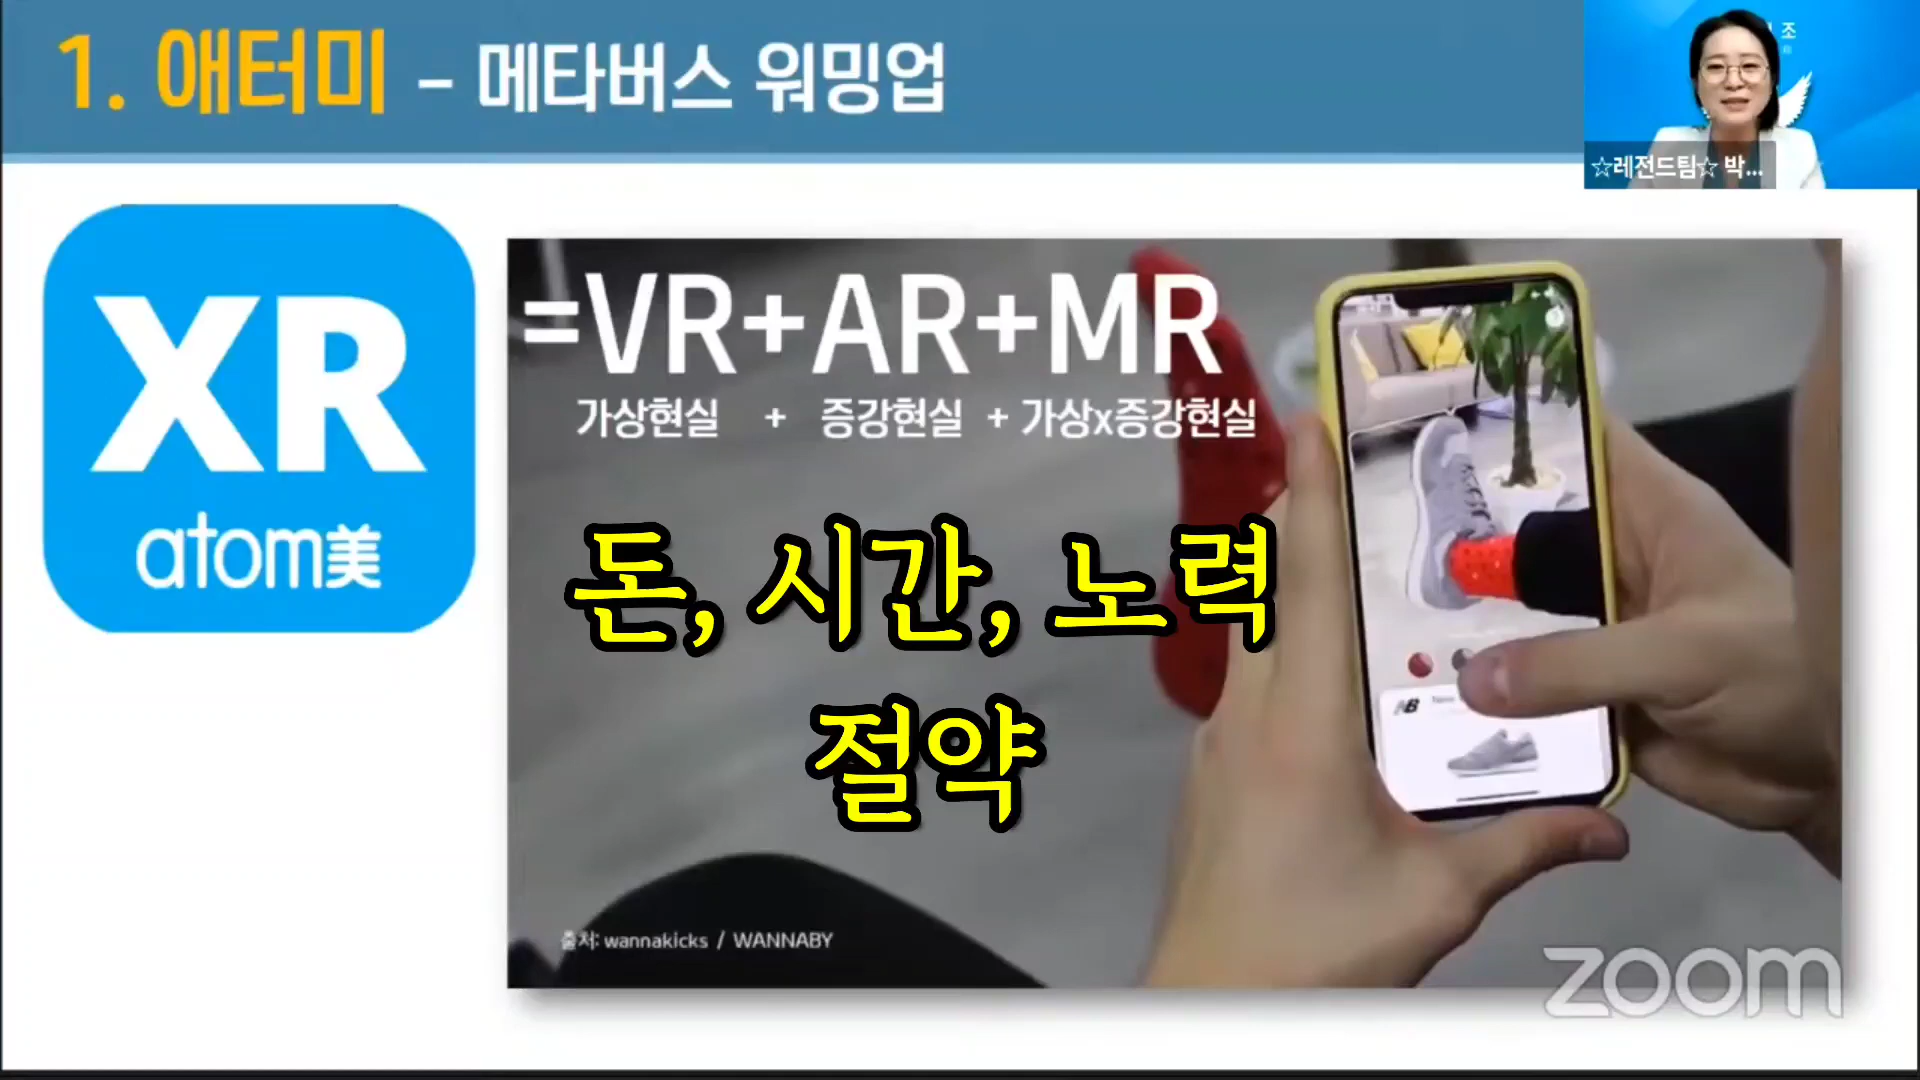 1. 애터미 – 메타버스 워밍업
조
☆레전드팀☆ 박...
XR
atom美
=VR+AR+MR
가상현실 + 증강현실 + 가상x증강현실
돈, 시간, 노력
절약
NB
출처: wannakicks / WANNABY
zoom